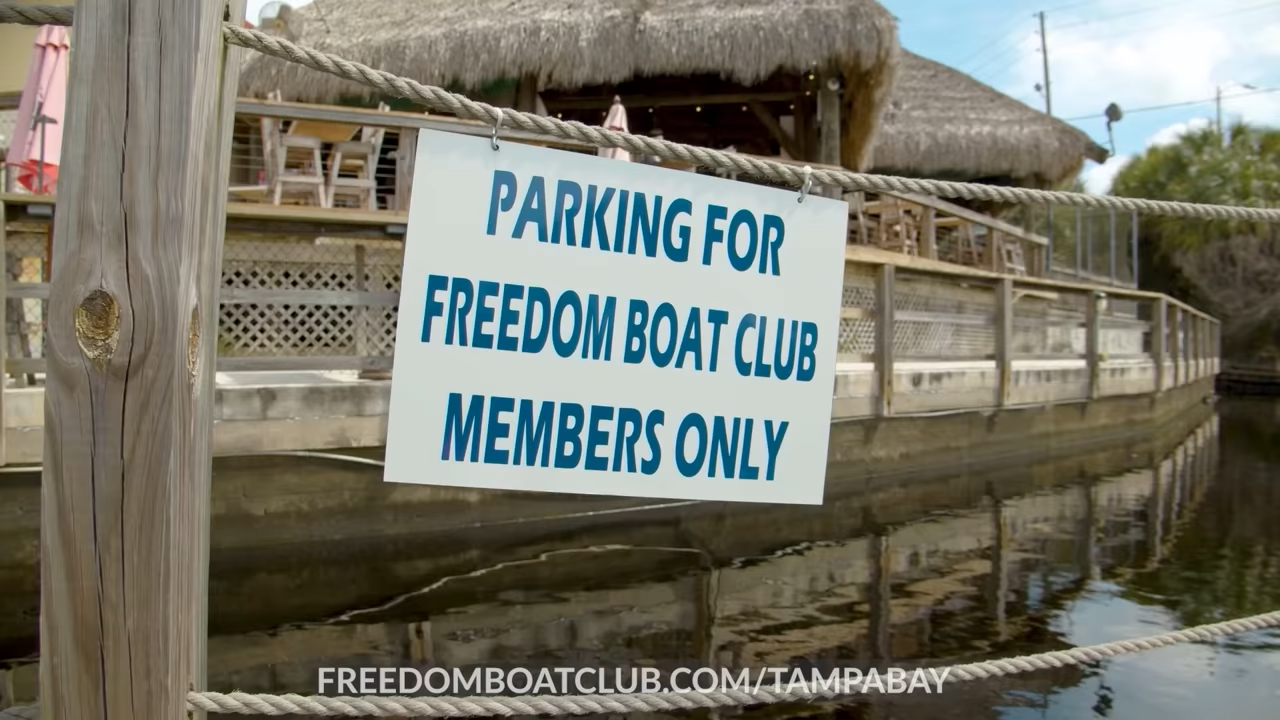 PARKING FOR
FREEDOM BOAT CLUB
MEMBERS ONLY
FREEDOMBOATCLUB.COM/TAMPABAY